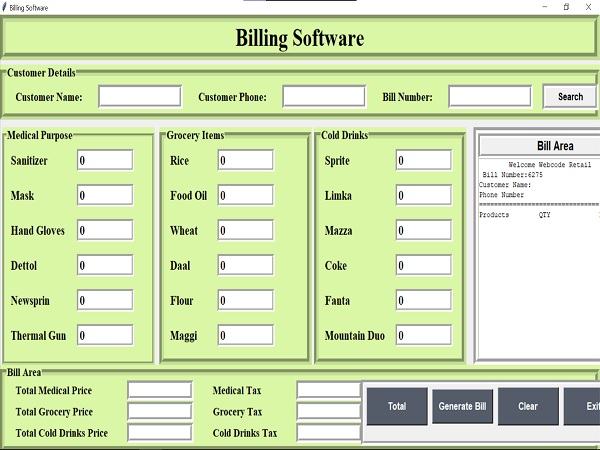 Billing Software
Billing Software
Customer Details
Customer Name:
Customer Phone:
Bill Number:
Search
Medical Purpose
Sanitizer 0
Mask 0
Hand Gloves 0
Dettol 0
Newsprin 0
Thermal Gun 0
Grocery Items
Rice 0
Food Oil 0
Wheat 0
Daal 0
Flour 0
Maggi 0
Cold Drinks
Sprite 0
Limka 0
Mazza 0
Coke 0
Fanta 0
Mountain Duo 0
Bill Area
Welcome Webcode Retail
Bill Number:6275
Customer Name:
Phone Number
================================
Products QTY
Bill Area
Total Medical Price
Medical Tax
Total Grocery Price
Grocery Tax
Total Cold Drinks Price
Cold Drinks Tax
Total
Generate Bill
Clear
Exit